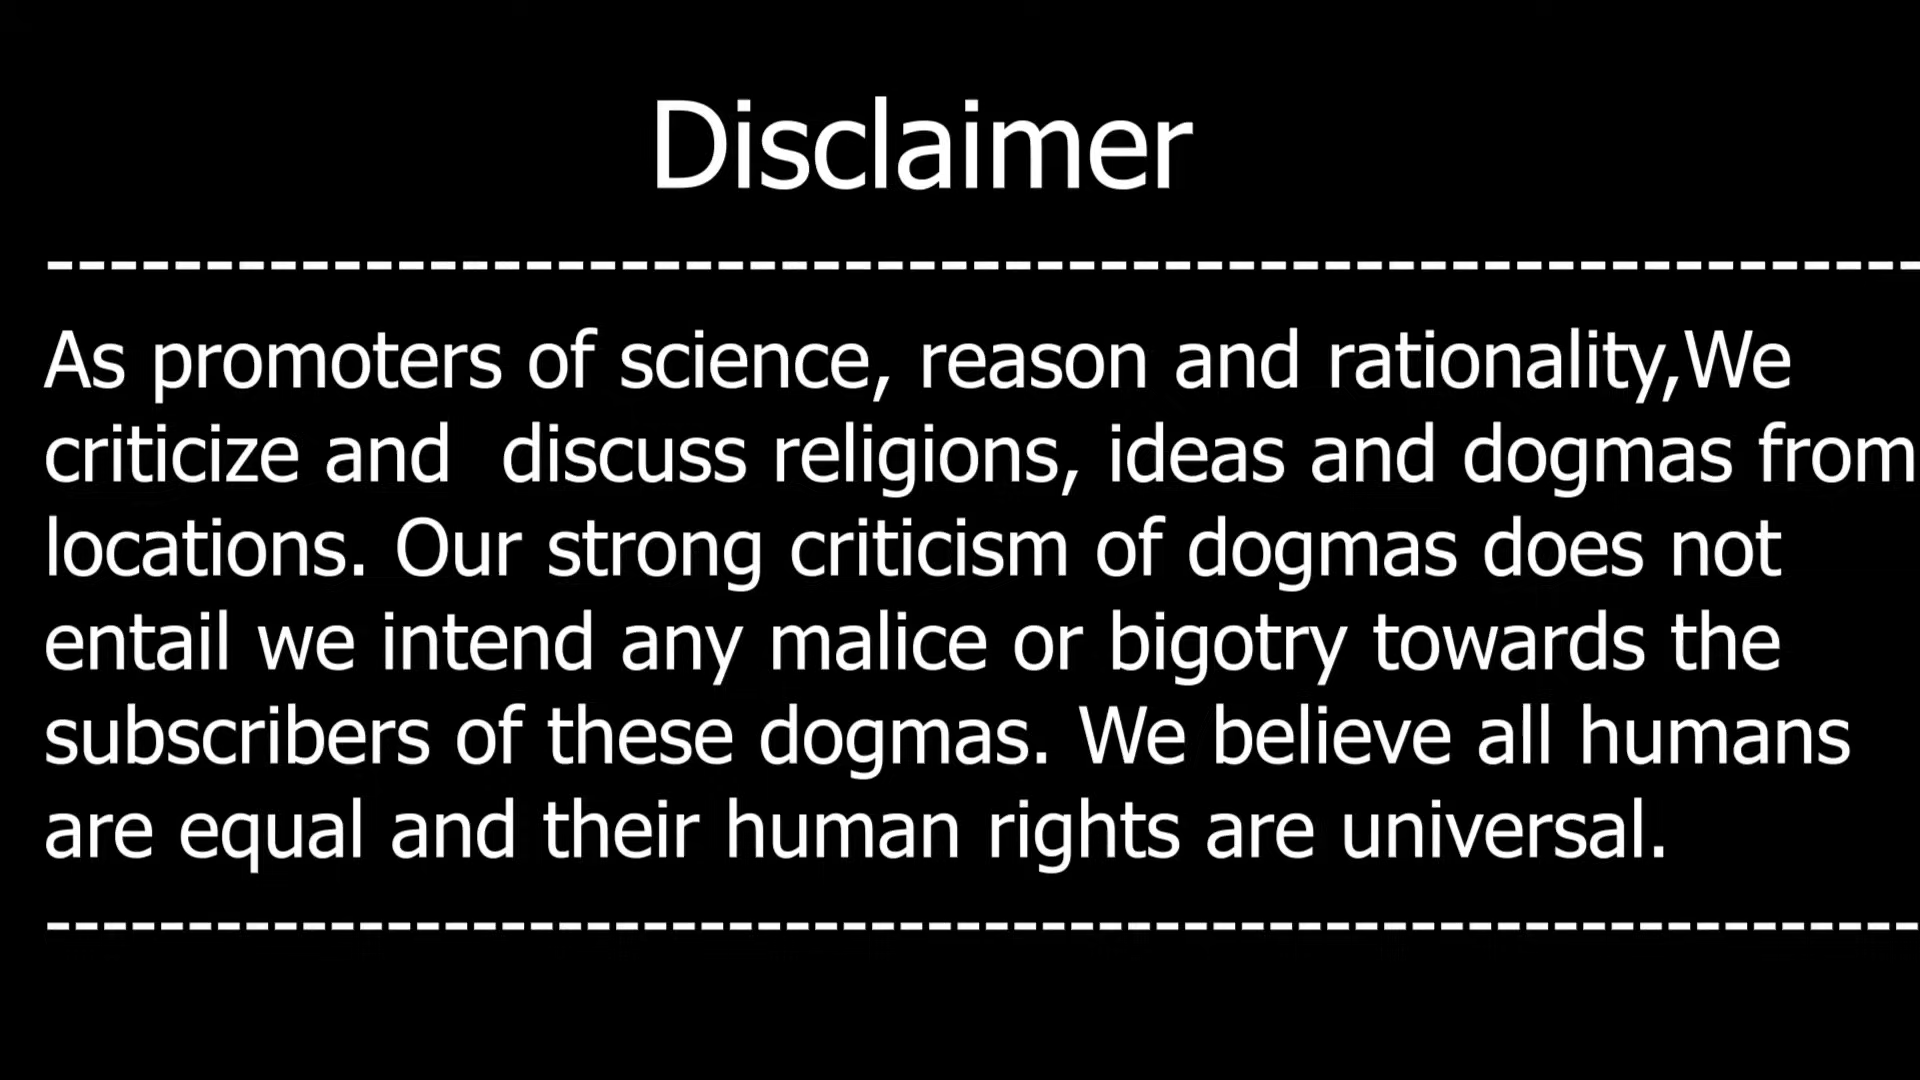 Disclaimer
---------------------------------------------------------
As promoters of science, reason and rationality,We
criticize and  discuss religions, ideas and dogmas from
locations. Our strong criticism of dogmas does not
entail we intend any malice or bigotry towards the
subscribers of these dogmas. We believe all humans
are equal and their human rights are universal.
------------------------------------------------------------------